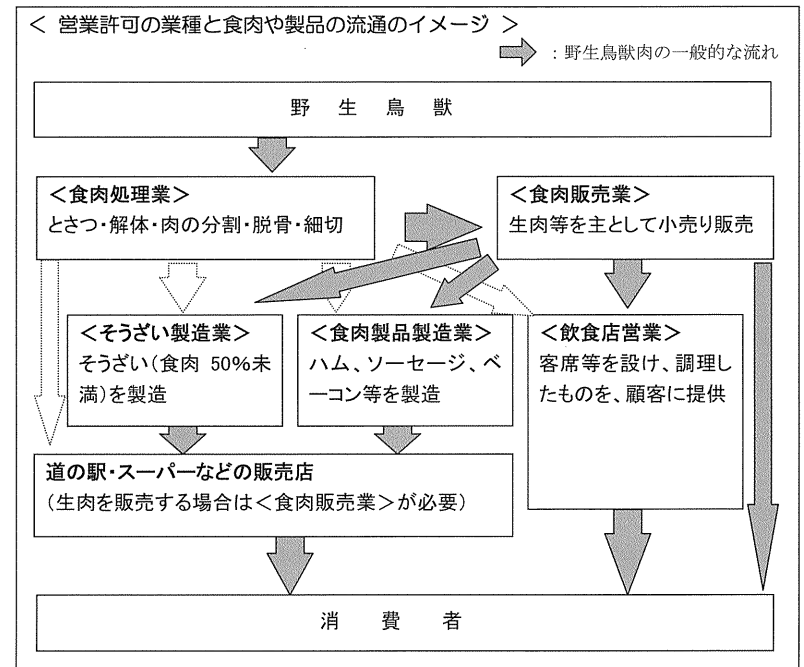 ＜ 営業許可の業種と食肉や製品の流通のイメージ ＞
：野生鳥獣肉の一般的な流れ
野 生 鳥 獣
＜食肉処理業＞
とさつ・解体・肉の分割・脱骨・細切
＜食肉販売業＞
生肉等を主として小売り販売
＜そうざい製造業＞
そうざい（食肉 50％未
満）を製造
＜食肉製品製造業＞
ハム、ソーセージ、ベ
ーコン等を製造
＜飲食店営業＞
客席等を設け、調理し
たものを、顧客に提供
道の駅・スーパーなどの販売店
（生肉を販売する場合は＜食肉販売業＞が必要）
消 費 者